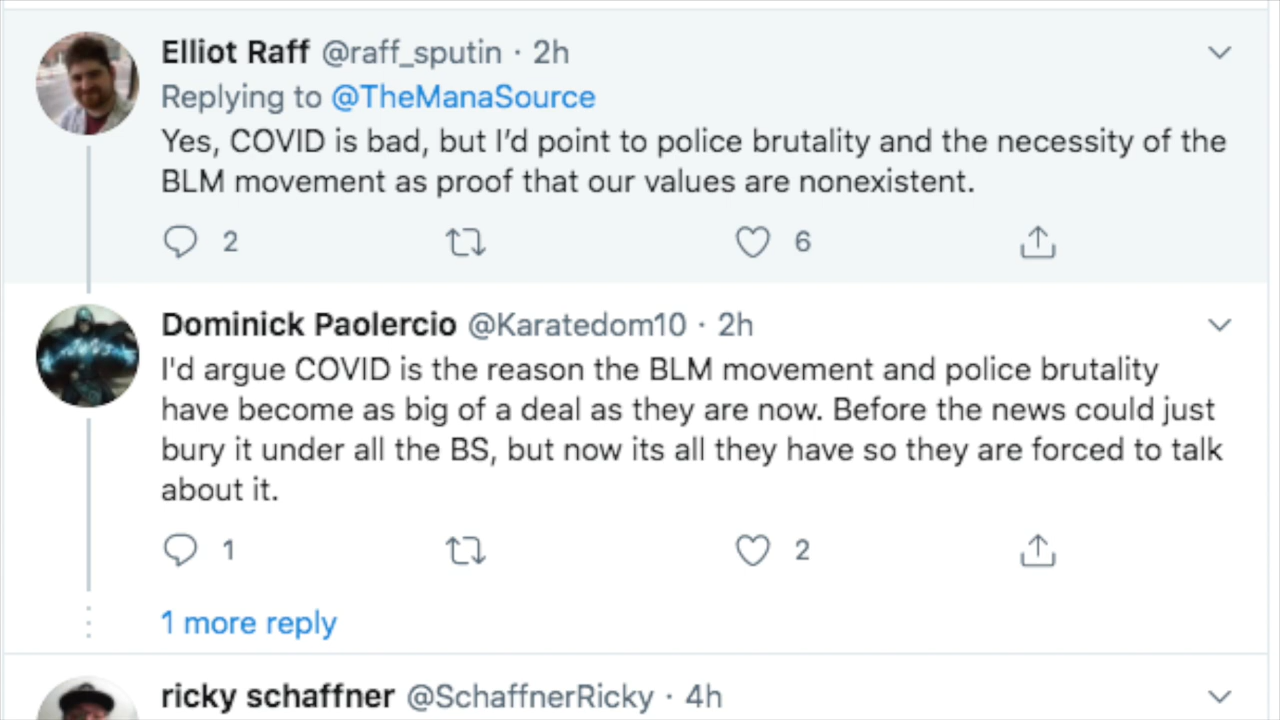 Elliot Raff @raff_sputin · 2h
Replying to @TheManaSource
Yes, COVID is bad, but I’d point to police brutality and the necessity of the
BLM movement as proof that our values are nonexistent.
2 6
Dominick Paolercio @Karatedom10 · 2h
I'd argue COVID is the reason the BLM movement and police brutality
have become as big of a deal as they are now. Before the news could just
bury it under all the BS, but now its all they have so they are forced to talk
about it.
1 2
1 more reply
ricky schaffner @SchaffnerRicky · 4h